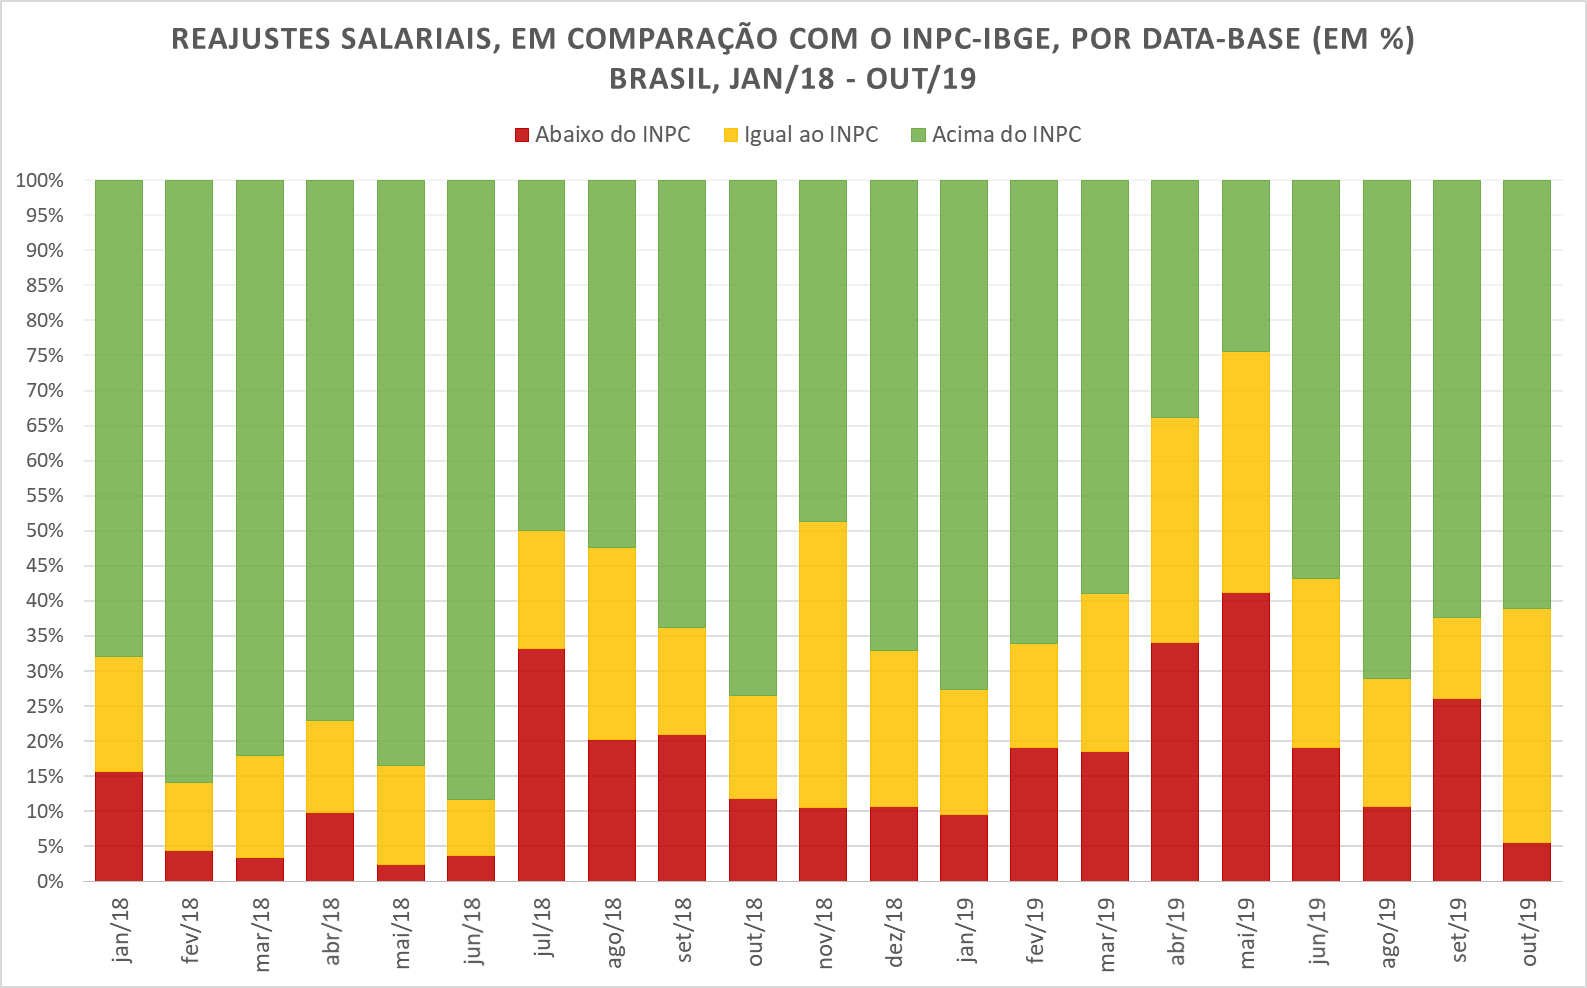 REAJUSTES SALARIAIS, EM COMPARAÇÃO COM O INPC-IBGE, POR DATA-BASE (EM %)
BRASIL, JAN/18 - OUT/19
Abaixo do INPC Igual ao INPC Acima do INPC
100%
95%
90%
85%
80%
75%
70%
65%
60%
55%
50%
45%
40%
35%
30%
25%
20%
15%
10%
5%
0%
jan/18
fev/18
mar/18
abr/18
mai/18
jun/18
jul/18
ago/18
set/18
out/18
nov/18
dez/18
jan/19
fev/19
mar/19
abr/19
mai/19
jun/19
ago/19
set/19
out/19